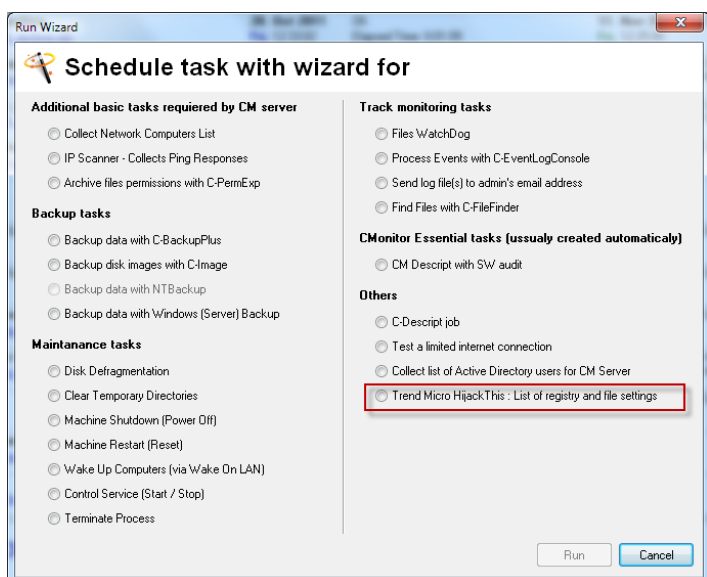 Run Wizard
Schedule task with wizard for
Additional basic tasks requiered by CM server
Collect Network Computers List
IP Scanner - Collects Ping Responses
Archive files permissions with C-PermExp
Backup tasks
Backup data with C-BackupPlus
Backup disk images with C-Image
Backup data with NTBackup
Backup data with Windows (Server) Backup
Maintanance tasks
Disk Defragmentation
Clear Temporary Directories
Machine Shutdown (Power Off)
Machine Restart (Reset)
Wake Up Computers (via Wake On LAN)
Control Service (Start / Stop)
Terminate Process
Track monitoring tasks
Files WatchDog
Process Events with C-EventLogConsole
Send log file(s) to admin's email address
Find Files with C-FileFinder
CMonitor Essential tasks (ussualy created automaticaly)
CM Descript with SW audit
Others
C-Descript job
Test a limited internet connection
Collect list of Active Directory users for CM Server
Trend Micro HijackThis : List of registry and file settings
Run
Cancel